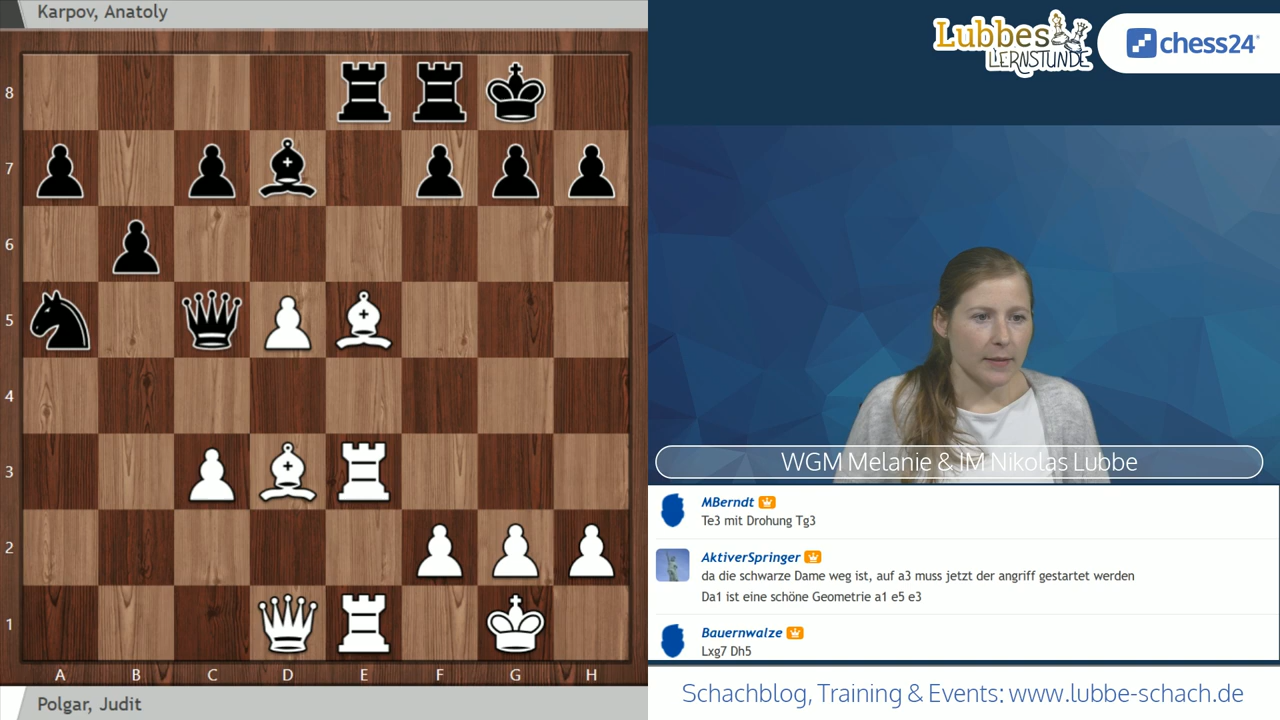 Karpov, Anatoly
8
7
6
5
4
3
2
1
A B C D E F G H
Polgar, Judit
Lubbes
LERNSTUNDE
chess24
WGM Melanie & IM Nikolas Lubbe
MBerndt
Te3 mit Drohung Tg3
AktiverSpringer
da die schwarze Dame weg ist, auf a3 muss jetzt der angriff gestartet werden
Da1 ist eine schöne Geometrie a1 e5 e3
Bauernwalze
Lxg7 Dh5
Schachblog, Training & Events: www.lubbe-schach.de